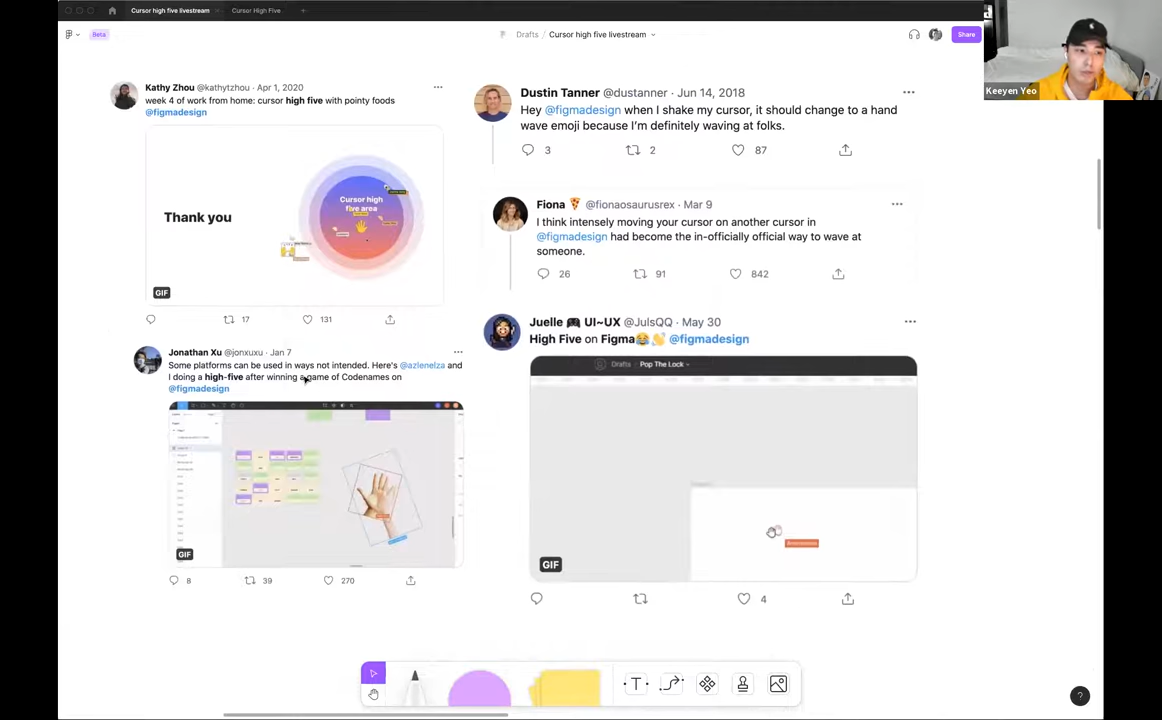 Cursor high five livestream
Cursor High Five
Beta
Drafts / Cursor high five livestream
Share
Keeyen Yeo
Kathy Zhou @kathytzhou · Apr 1, 2020
week 4 of work from home: cursor high five with pointy foods
@figmadesign
Thank you
Cursor high
five area
GIF
17
131
Jonathan Xu @jonxuxu · Jan 7
Some platforms can be used in ways not intended. Here's @azlenelza and
I doing a high-five after winning a game of Codenames on
@figmadesign
GIF
8
39
270
Dustin Tanner @dustanner · Jun 14, 2018
Hey @figmadesign when I shake my cursor, it should change to a hand
wave emoji because I'm definitely waving at folks.
3
2
87
Fiona 🍕 @fionaosaurusrex · Mar 9
I think intensely moving your cursor on another cursor in
@figmadesign had become the in-officially official way to wave at
someone.
26
91
842
Juelle 🎮 UI~UX @JulsQQ · May 30
High Five on Figma😂👏 @figmadesign
Drafts / Pop The Lock
GIF
4
T
?